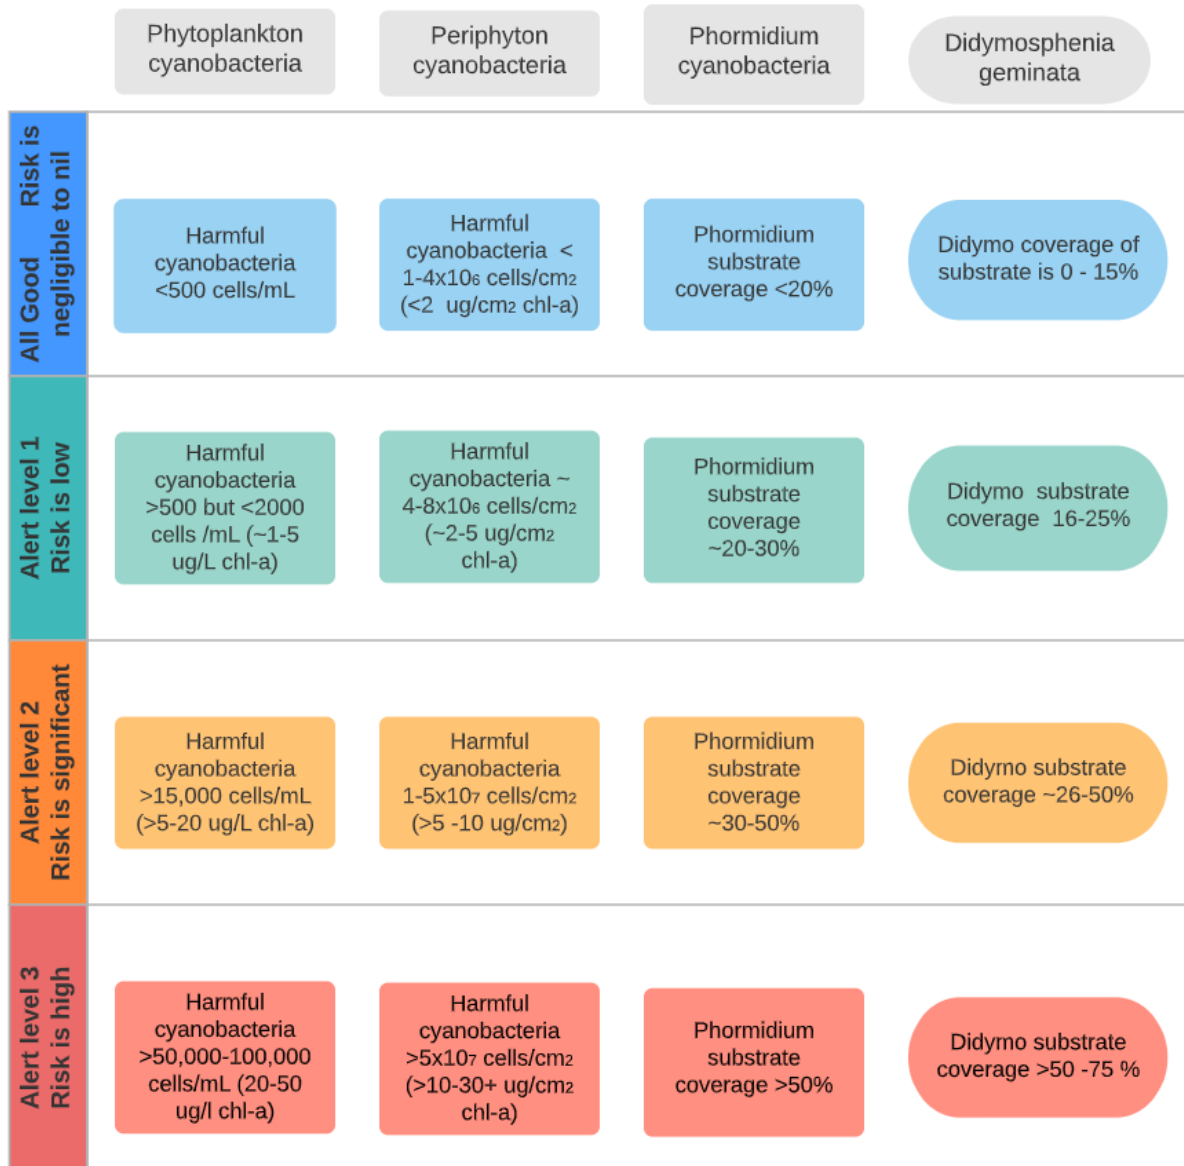 Phytoplankton
cyanobacteria
Periphyton
cyanobacteria
Phormidium
cyanobacteria
Didymosphenia
geminata
All Good Risk is
negligible to nil
Harmful
cyanobacteria
<500 cells/mL
Harmful
cyanobacteria <
1-4x10₆ cells/cm₂
(<2 ug/cm₂ chl-a)
Phormidium
substrate
coverage <20%
Didymo coverage of
substrate is 0 - 15%
Alert level 1
Risk is low
Harmful
cyanobacteria
>500 but <2000
cells /mL (~1-5
ug/L chl-a)
Harmful
cyanobacteria ~
4-8x10₆ cells/cm₂
(~2-5 ug/cm₂
chl-a)
Phormidium
substrate
coverage
~20-30%
Didymo substrate
coverage 16-25%
Alert level 2
Risk is significant
Harmful
cyanobacteria
>15,000 cells/mL
(>5-20 ug/L chl-a)
Harmful
cyanobacteria
1-5x10₇ cells/cm₂
(>5 -10 ug/cm₂)
Phormidium
substrate
coverage
~30-50%
Didymo substrate
coverage ~26-50%
Alert level 3
Risk is high
Harmful
cyanobacteria
>50,000-100,000
cells/mL (20-50
ug/l chl-a)
Harmful
cyanobacteria
>5x10₇ cells/cm₂
(>10-30+ ug/cm₂
chl-a)
Phormidium
substrate
coverage >50%
Didymo substrate
coverage >50 -75 %